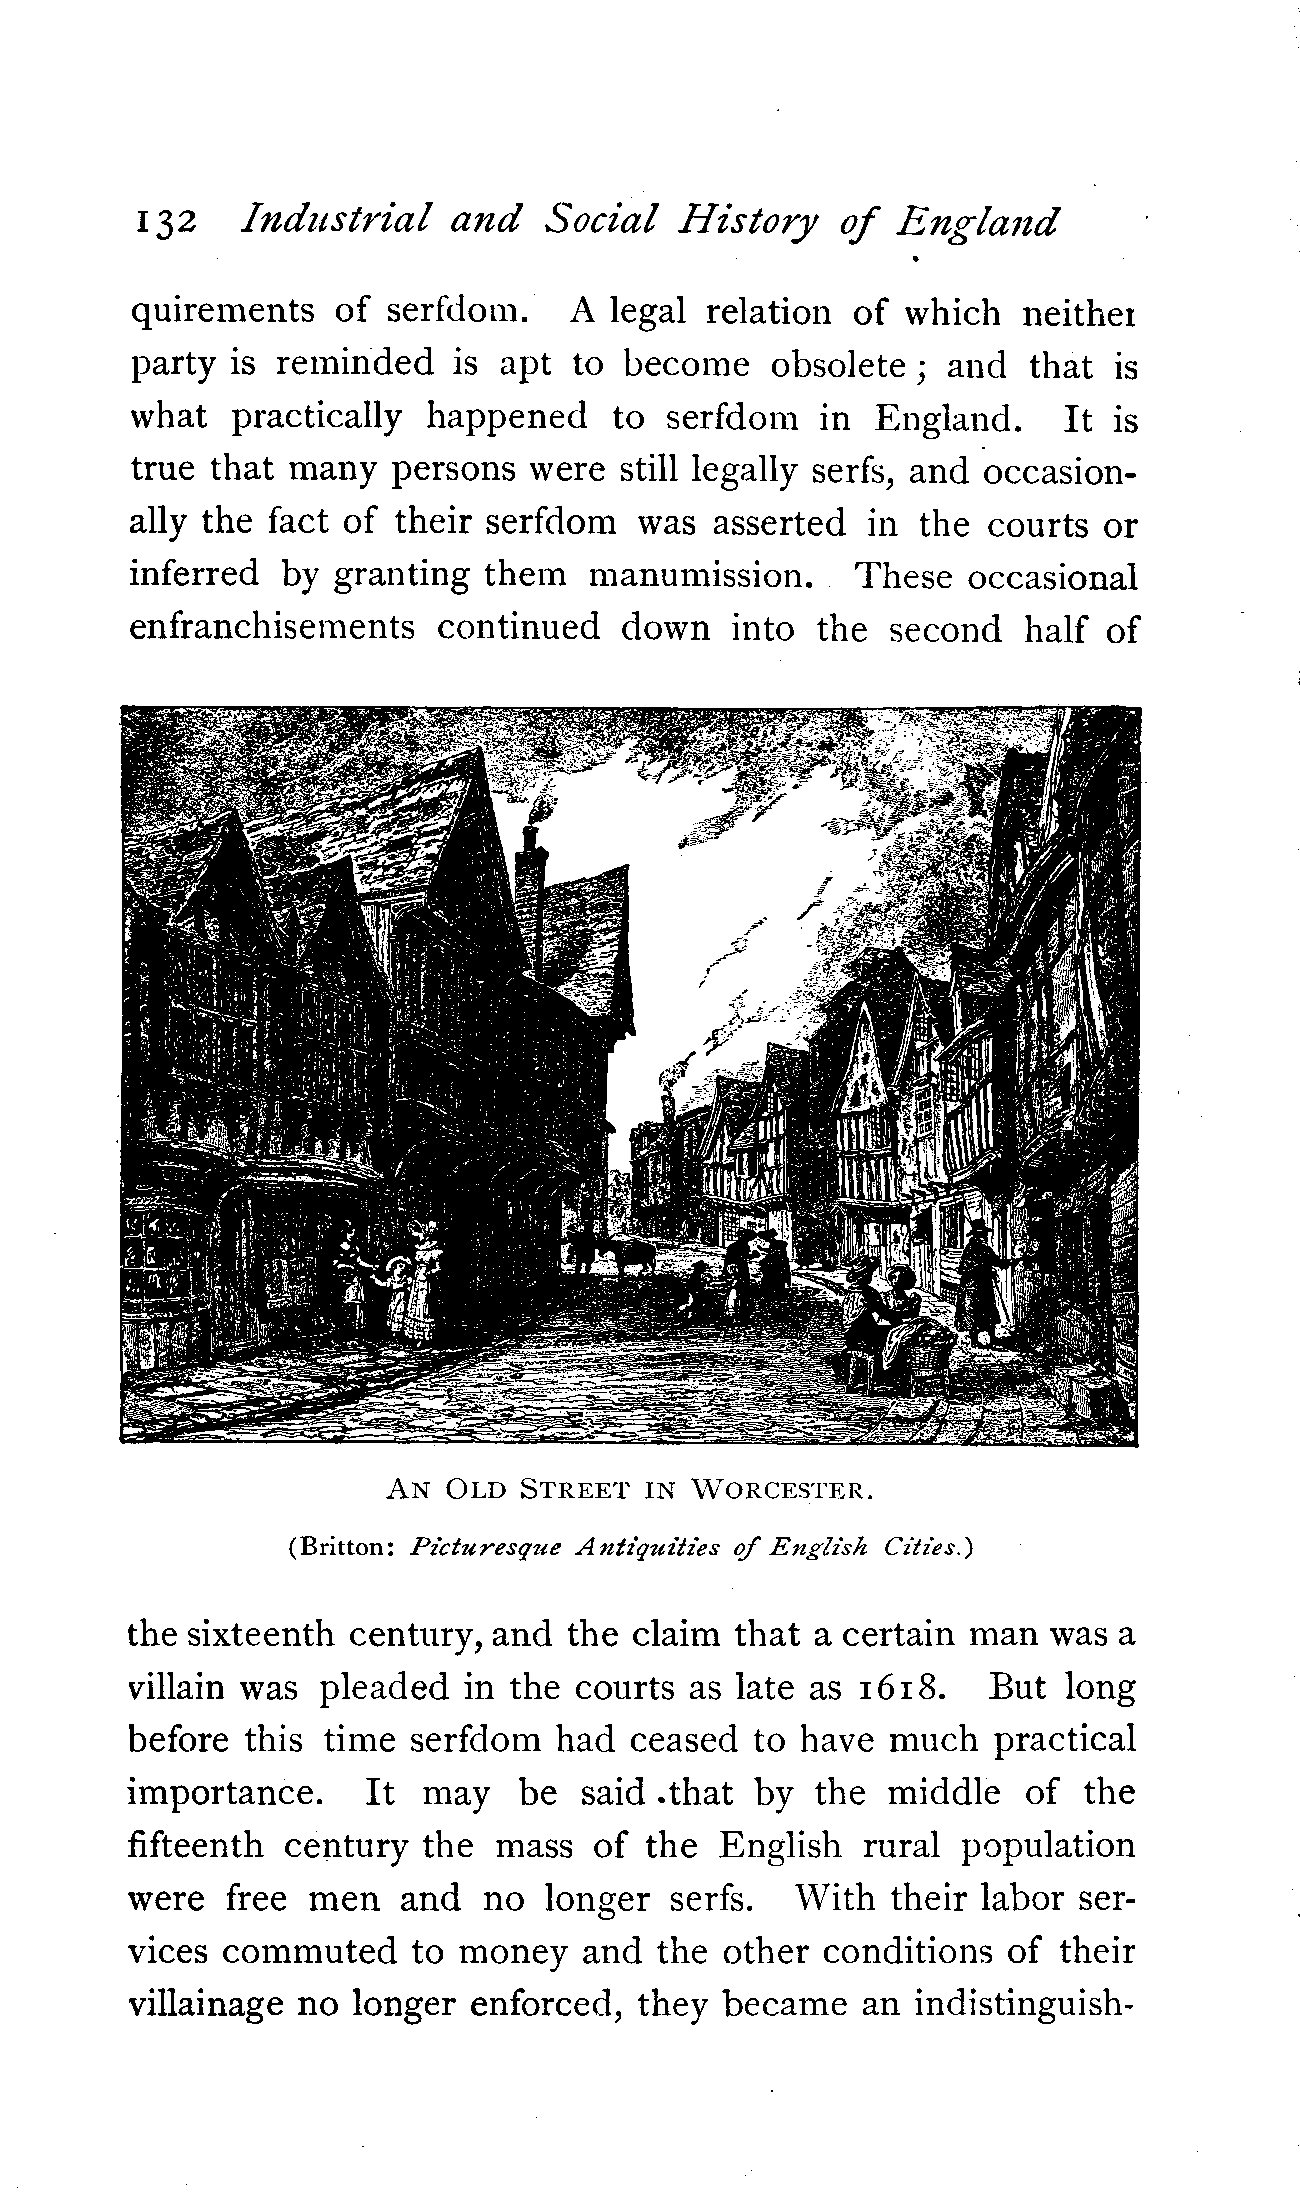 132 Industrial and Social History of England
quirements of serfdom. A legal relation of which neither
party is reminded is apt to become obsolete; and that is
what practically happened to serfdom in England. It is
true that many persons were still legally serfs, and occasion-
ally the fact of their serfdom was asserted in the courts or
inferred by granting them manumission. These occasional
enfranchisements continued down into the second half of
AN OLD STREET IN WORCESTER.
(Britton: Picturesque Antiquities of English Cities.)
the sixteenth century, and the claim that a certain man was a
villain was pleaded in the courts as late as 1618. But long
before this time serfdom had ceased to have much practical
importance. It may be said that by the middle of the
fifteenth century the mass of the English rural population
were free men and no longer serfs. With their labor ser-
vices commuted to money and the other conditions of their
villainage no longer enforced, they became an indistinguish-